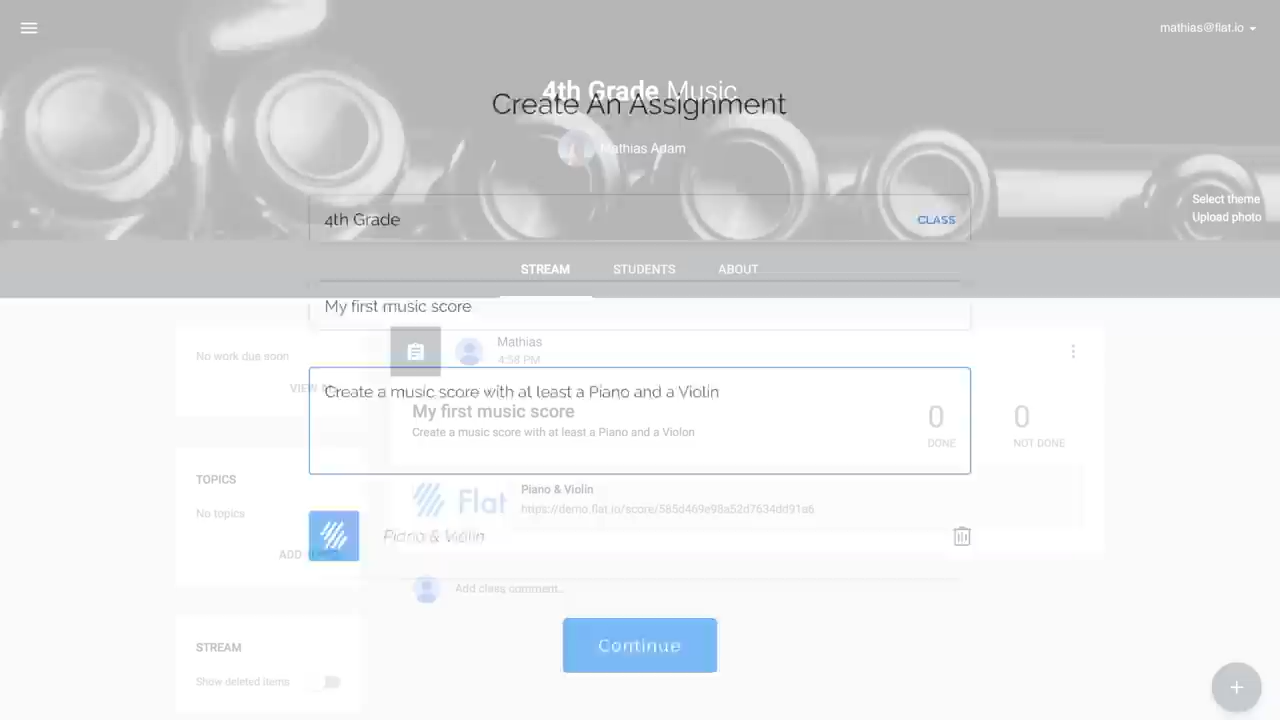 mathias@flat.io
4th Grade Music
Create An Assignment
Mathias Adam
Select theme
Upload photo
4th Grade
CLASS
STREAM STUDENTS ABOUT
My first music score
No work due soon
Mathias
4:58 PM
VIEW
Create a music score with at least a Piano and a Violin
My first music score
Create a music score with at least a Piano and a Violon
0
DONE
0
NOT DONE
TOPICS
No topics
ADD
Flat
Piano & Violin
https://demo.flat.io/score/585d469e98a52d7634dd91a6
Piano & Violin
Add class comment...
Continue
STREAM
Show deleted items